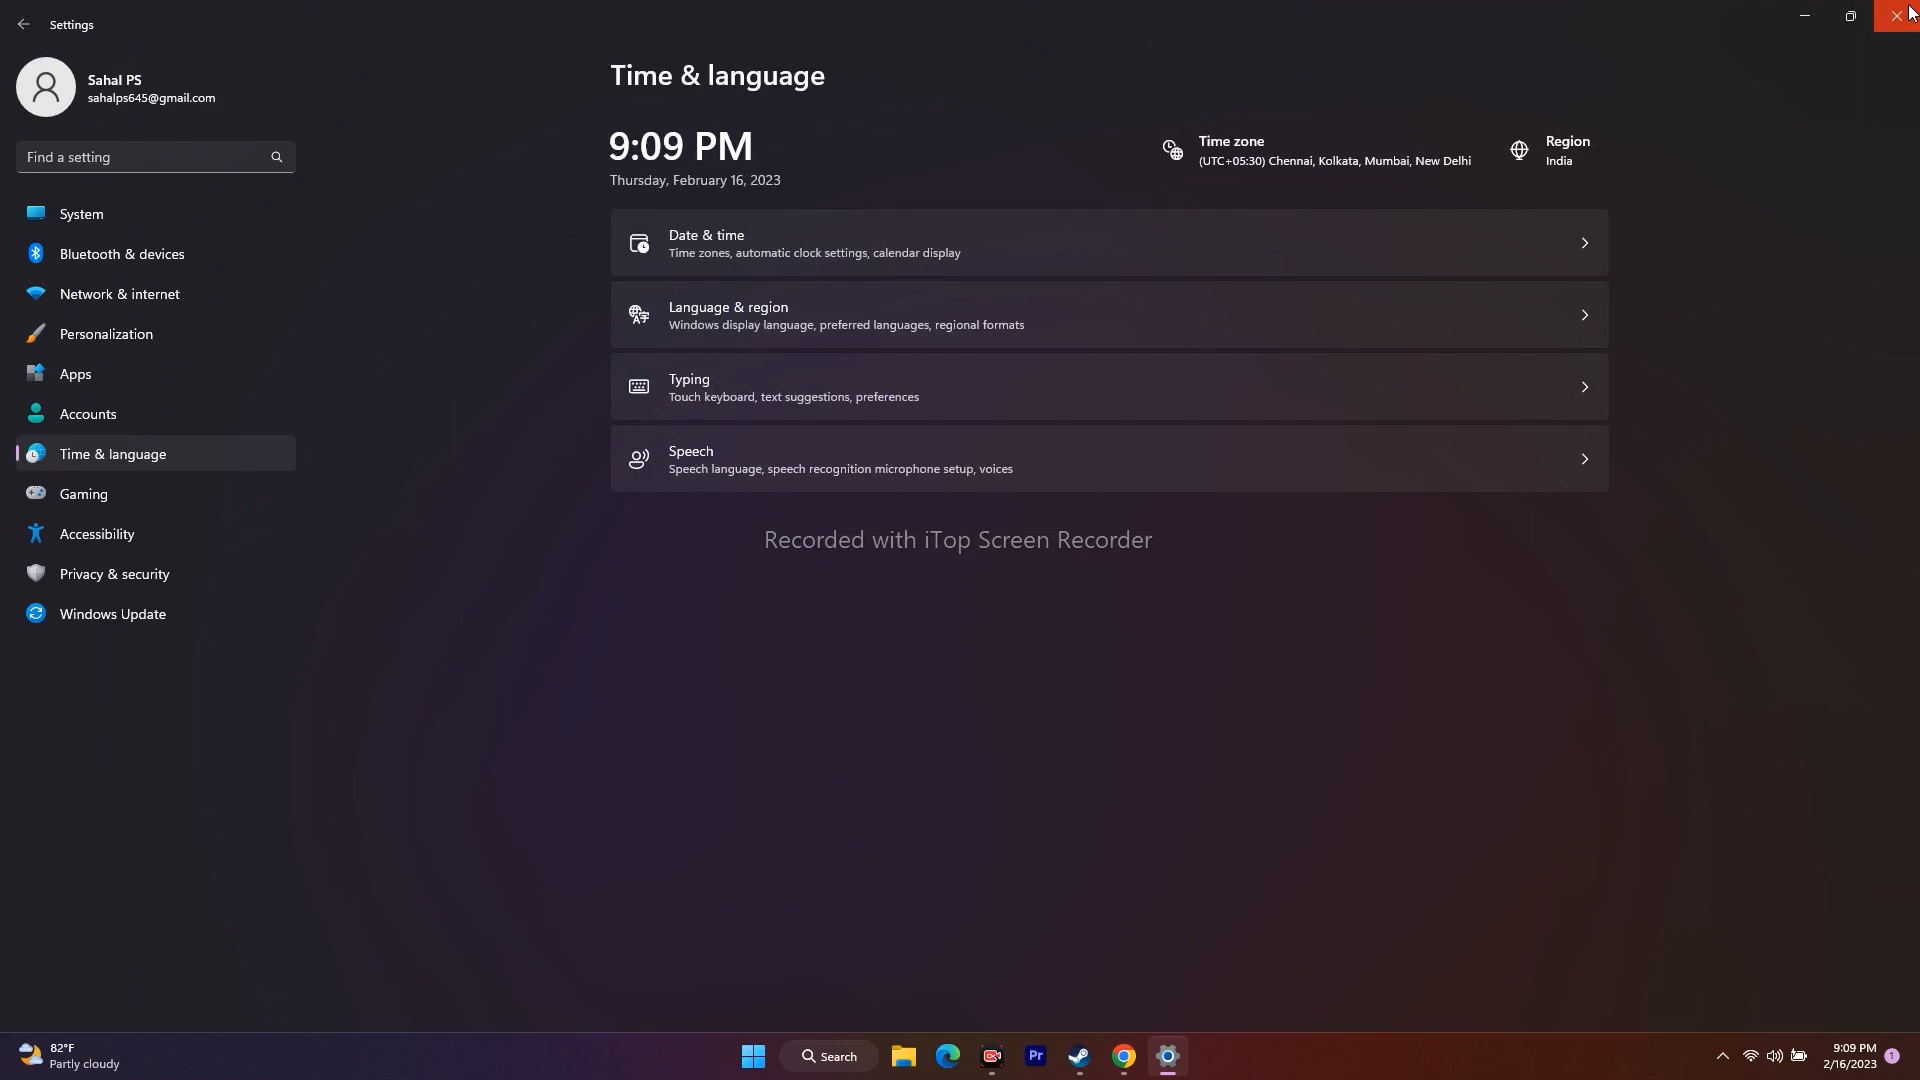 Settings
Sahal PS
sahalps645@gmail.com
Find a setting
System
Bluetooth & devices
Network & internet
Personalization
Apps
Accounts
Time & language
Gaming
Accessibility
Privacy & security
Windows Update
Time & language
9:09 PM
Thursday, February 16, 2023
Time zone
(UTC+05:30) Chennai, Kolkata, Mumbai, New Delhi
Region
India
Date & time
Time zones, automatic clock settings, calendar display
Language & region
Windows display language, preferred languages, regional formats
Typing
Touch keyboard, text suggestions, preferences
Speech
Speech language, speech recognition microphone setup, voices
Recorded with iTop Screen Recorder
82°F
Partly cloudy
Search
Pr
9:09 PM
2/16/2023
1